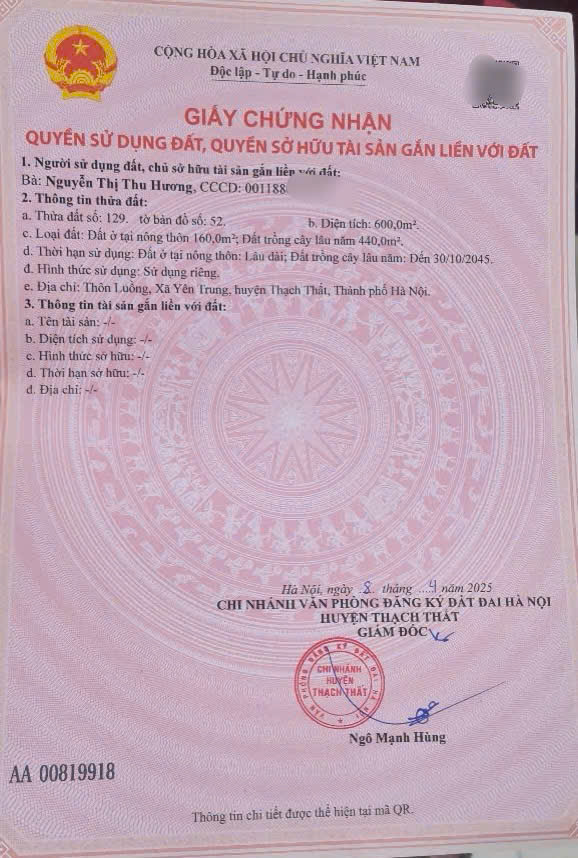 CỘNG HÒA XÃ HỘI CHỦ NGHĨA VIỆT NAM
Độc lập - Tự do - Hạnh phúc
GIẤY CHỨNG NHẬN
QUYỀN SỬ DỤNG ĐẤT, QUYỀN SỞ HỮU TÀI SẢN GẮN LIỀN VỚI ĐẤT
1. Người sử dụng đất, chủ sở hữu tài sản gắn liền với đất:
Bà: Nguyễn Thị Thu Hương, CCCD: 001188
2. Thông tin thửa đất:
a. Thửa đất số: 129. tờ bản đồ số: 52. b. Diện tích: 600,0m².
c. Loại đất: Đất ở tại nông thôn 160,0m²; Đất trồng cây lâu năm 440,0m².
d. Thời hạn sử dụng: Đất ở tại nông thôn: Lâu dài; Đất trồng cây lâu năm: Đến 30/10/2045.
đ. Hình thức sử dụng: Sử dụng riêng.
e. Địa chỉ: Thôn Luồng, Xã Yên Trung, huyện Thạch Thất, Thành phố Hà Nội.
3. Thông tin tài sản gắn liền với đất:
a. Tên tài sản: -/-
b. Diện tích sử dụng: -/-
c. Hình thức sở hữu: -/-
d. Thời hạn sở hữu: -/-
đ. Địa chỉ: -/-
Hà Nội, ngày 8 tháng 4 năm 2025
CHI NHÁNH VĂN PHÒNG ĐĂNG KÝ ĐẤT ĐAI HÀ NỘI
HUYỆN THẠCH THẤT
GIÁM ĐỐC
VĂN PHÒNG ĐĂNG KÝ ĐẤT ĐAI HÀ NỘI
CHI NHÁNH
HUYỆN
THẠCH THẤT
Ngô Mạnh Hùng
AA 00819918
Thông tin chi tiết được thể hiện tại mã QR.